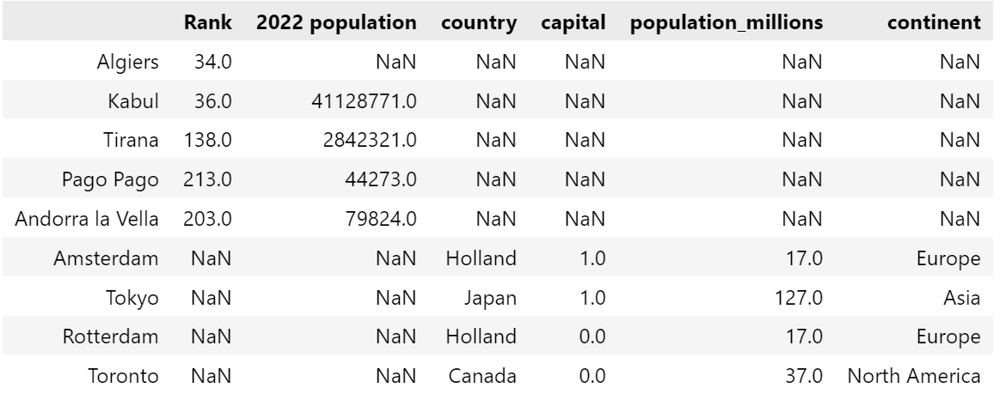 Rank 2022 population country capital population_millions continent
Algiers 34.0 NaN NaN NaN NaN NaN
Kabul 36.0 41128771.0 NaN NaN NaN NaN
Tirana 138.0 2842321.0 NaN NaN NaN NaN
Pago Pago 213.0 44273.0 NaN NaN NaN NaN
Andorra la Vella 203.0 79824.0 NaN NaN NaN NaN
Amsterdam NaN NaN Holland 1.0 17.0 Europe
Tokyo NaN NaN Japan 1.0 127.0 Asia
Rotterdam NaN NaN Holland 0.0 17.0 Europe
Toronto NaN NaN Canada 0.0 37.0 North America